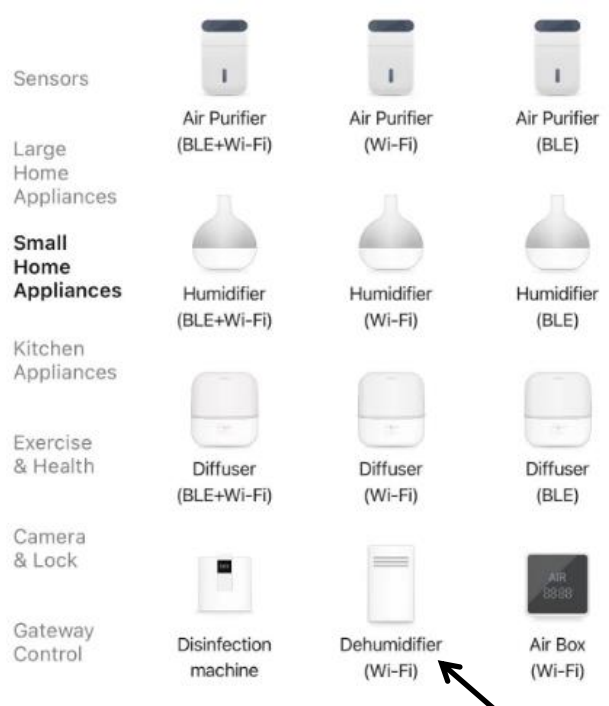 Sensors
Large
Home
Appliances
Small
Home
Appliances
Kitchen
Appliances
Exercise
& Health
Camera
& Lock
Gateway
Control
Air Purifier
(BLE+Wi-Fi)
Air Purifier
(Wi-Fi)
Air Purifier
(BLE)
Humidifier
(BLE+Wi-Fi)
Humidifier
(Wi-Fi)
Humidifier
(BLE)
Diffuser
(BLE+Wi-Fi)
Diffuser
(Wi-Fi)
Diffuser
(BLE)
Disinfection
machine
Dehumidifier
(Wi-Fi)
AIR
8888
Air Box
(Wi-Fi)